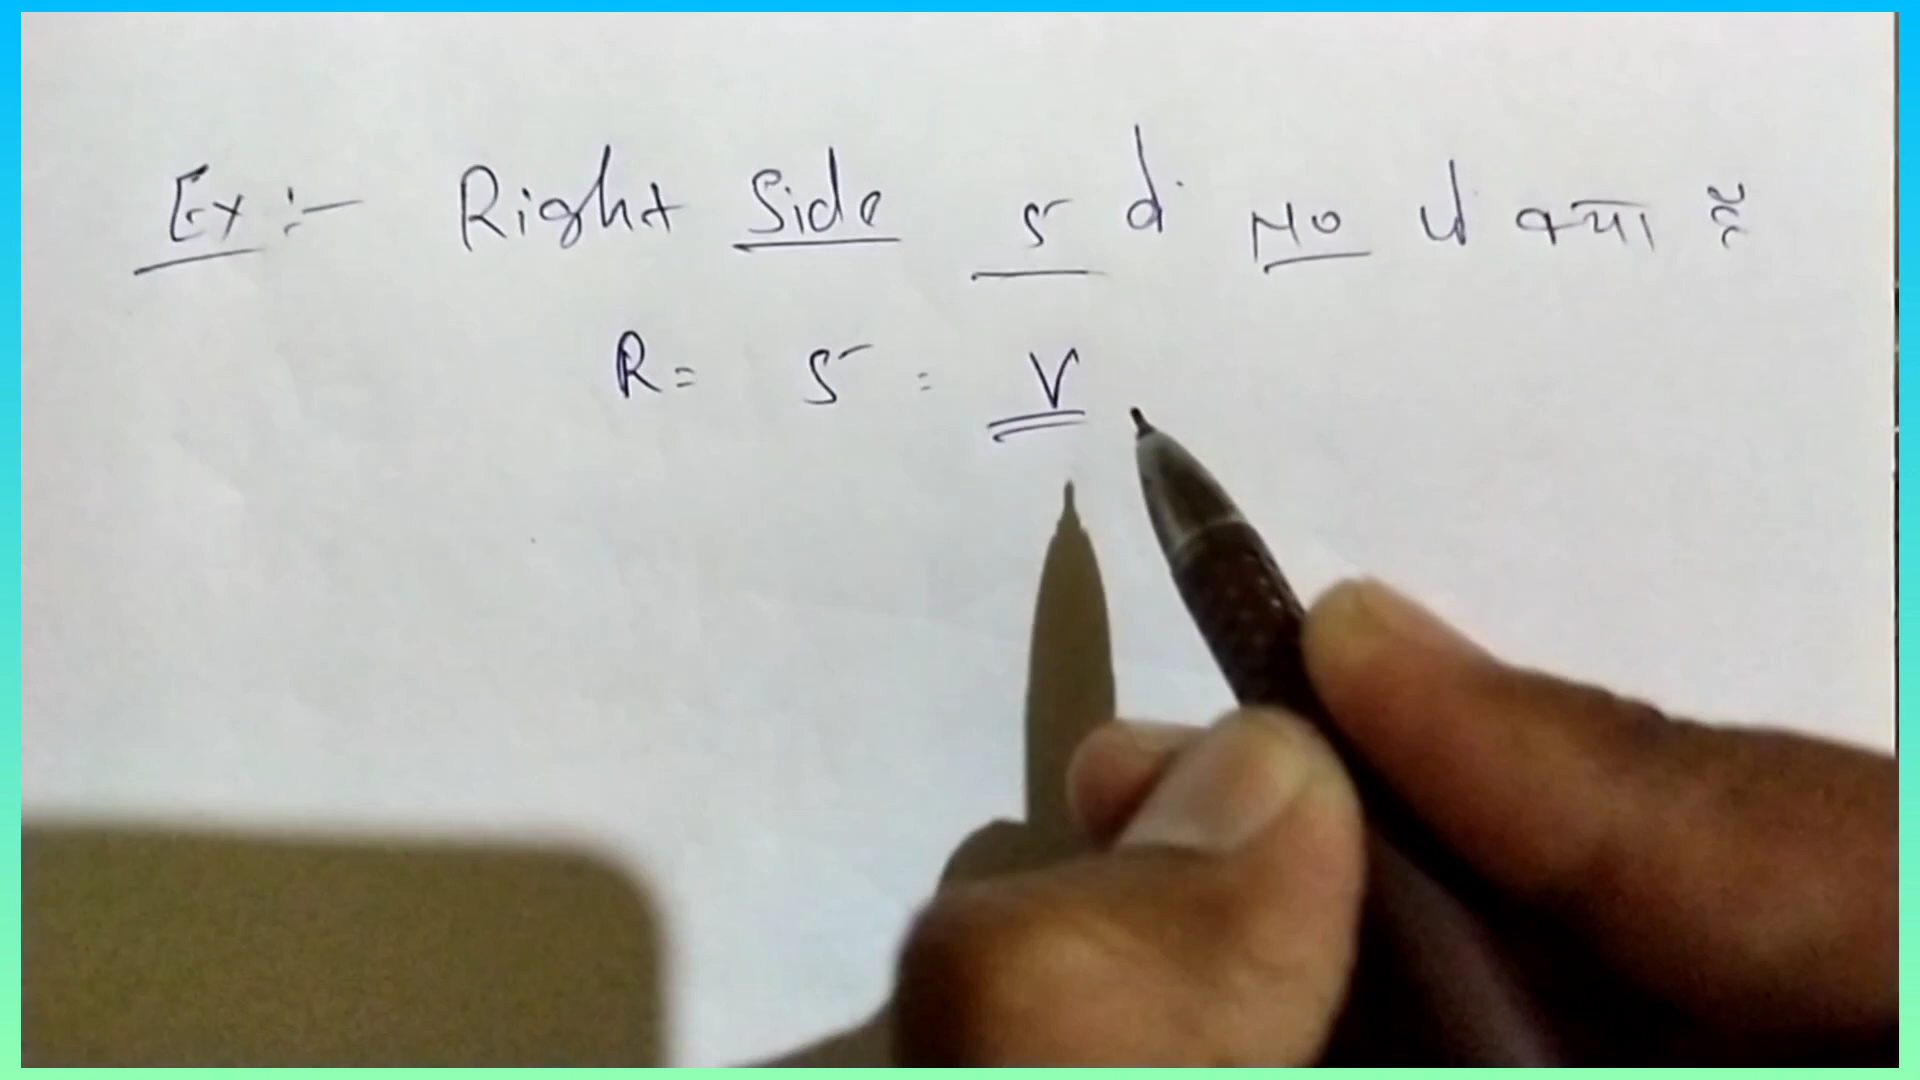 Ex:- Right Side 5 वे No पे क्या है
R = 5 = V